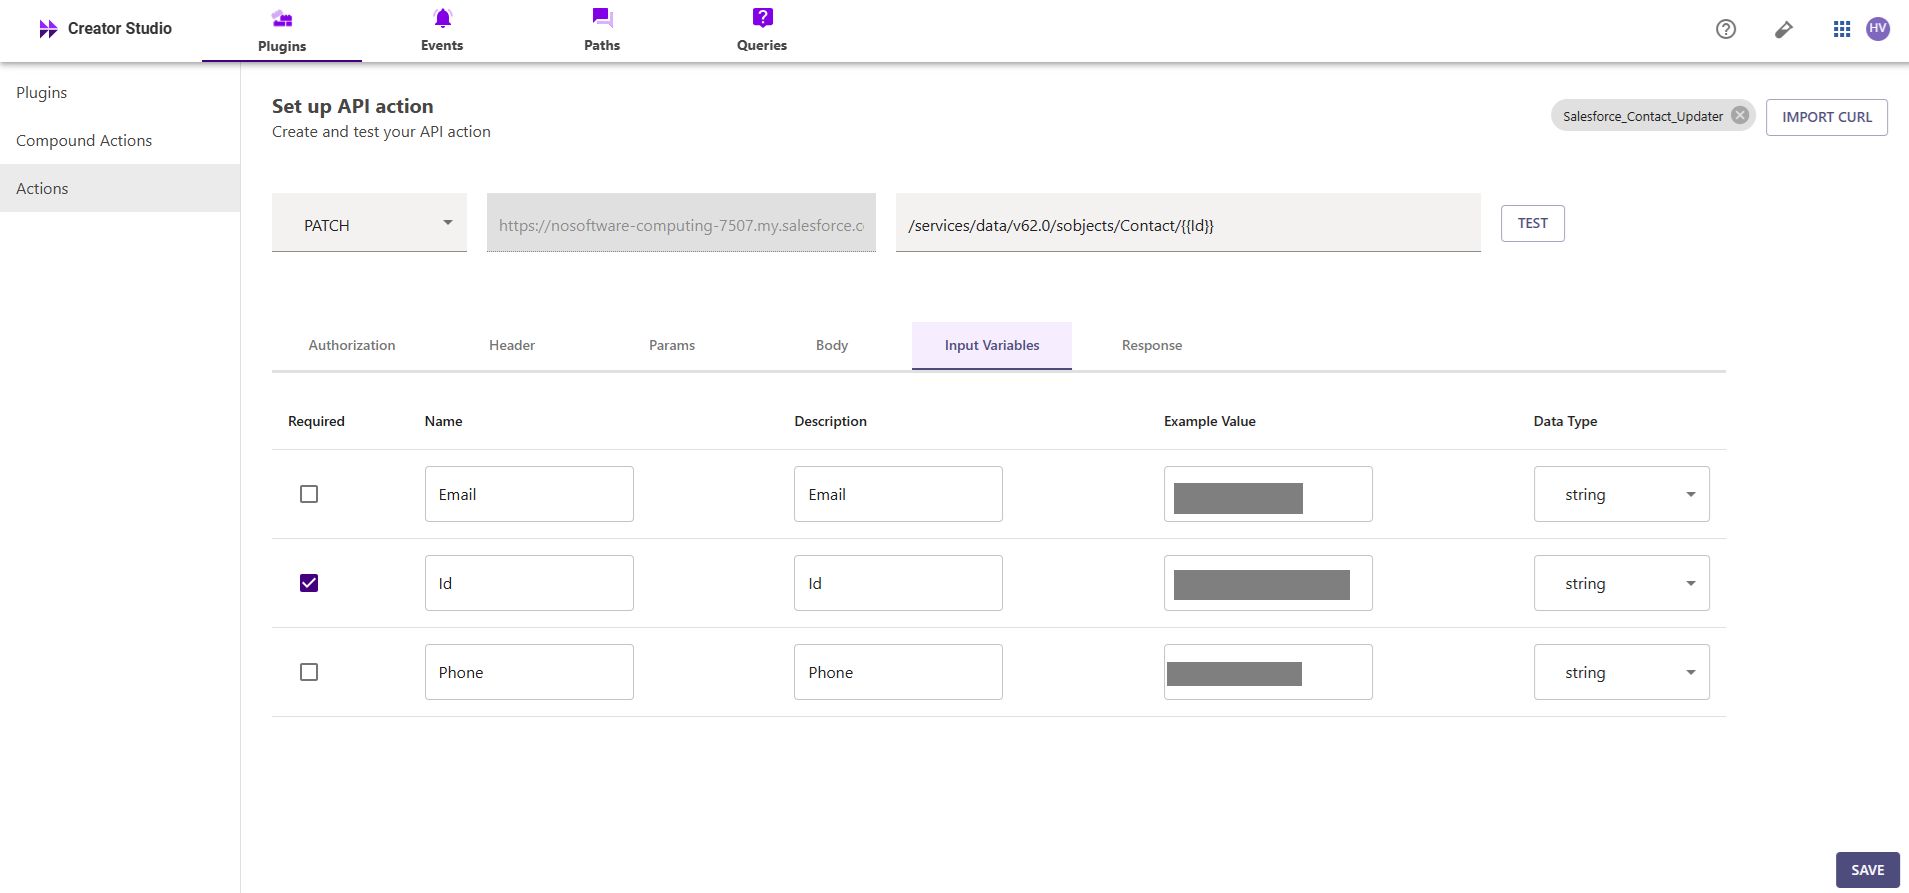 Creator Studio
Plugins
Events
Paths
Queries
HV
Plugins
Compound Actions
Actions
Set up API action
Create and test your API action
Salesforce_Contact_Updater
IMPORT CURL
PATCH
https://nosoftware-computing-7507.my.salesforce.c
/services/data/v62.0/sobjects/Contact/{{Id}}
TEST
Authorization
Header
Params
Body
Input Variables
Response
Required
Name
Description
Example Value
Data Type
Email
Email
string
Id
Id
string
Phone
Phone
string
SAVE